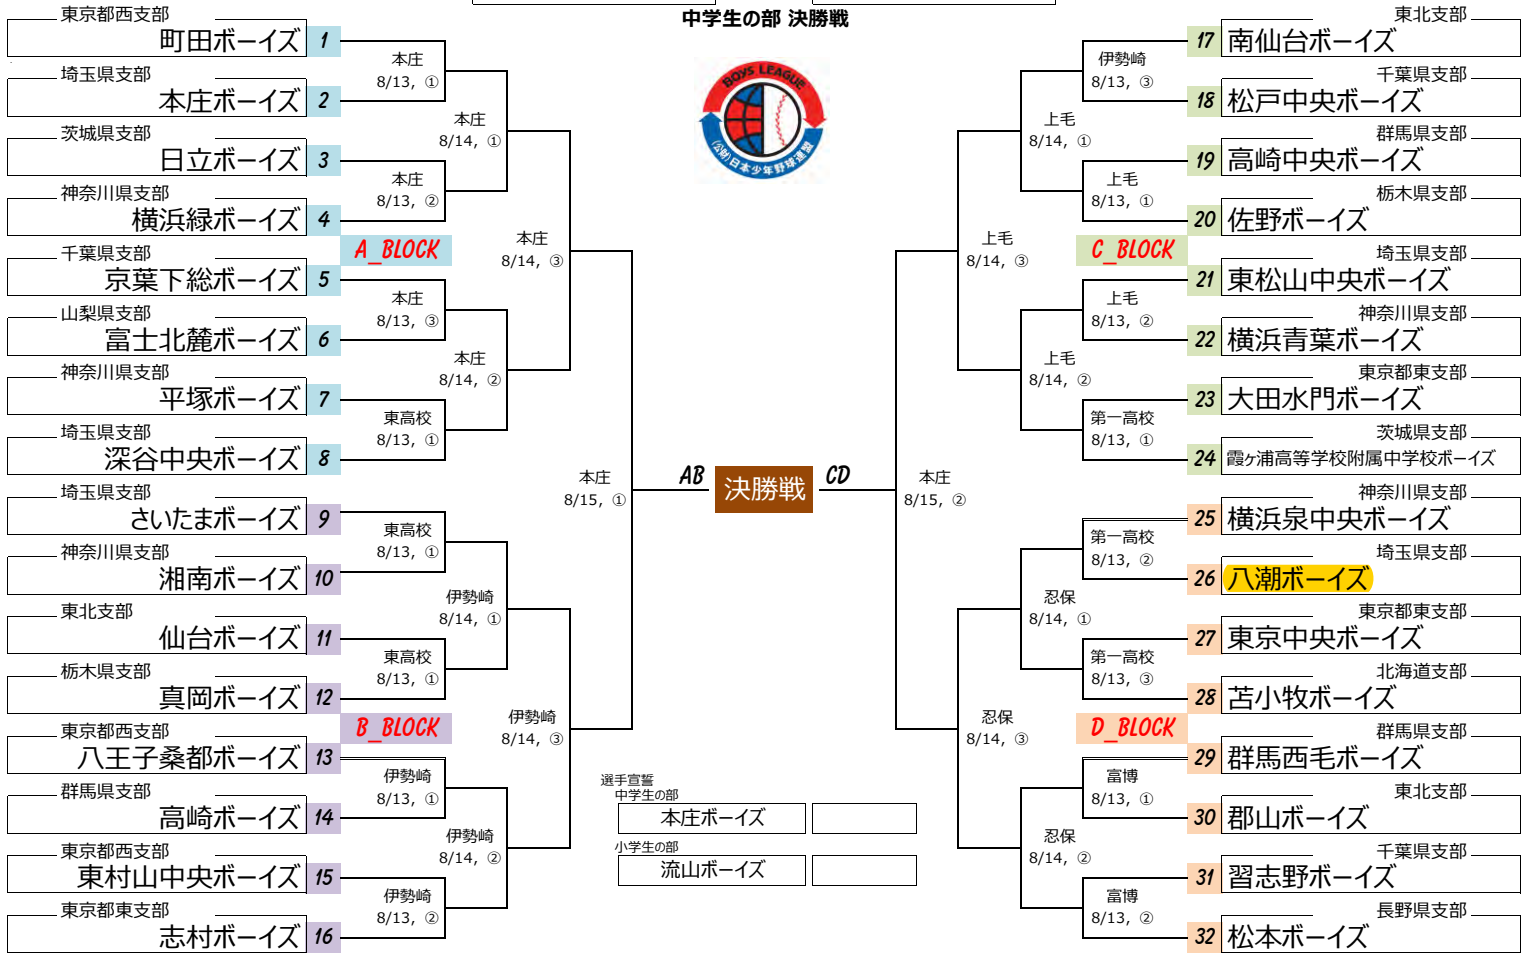 中学生の部 決勝戦
BOYS LEAGUE
(公財)日本少年野球連盟
東京都西支部
町田ボーイズ 1
埼玉県支部
本庄ボーイズ 2
茨城県支部
日立ボーイズ 3
神奈川県支部
横浜緑ボーイズ 4
A_BLOCK
千葉県支部
京葉下総ボーイズ 5
山梨県支部
富士北麓ボーイズ 6
神奈川県支部
平塚ボーイズ 7
埼玉県支部
深谷中央ボーイズ 8
埼玉県支部
さいたまボーイズ 9
神奈川県支部
湘南ボーイズ 10
東北支部
仙台ボーイズ 11
栃木県支部
真岡ボーイズ 12
B_BLOCK
東京都西支部
八王子桑都ボーイズ 13
群馬県支部
高崎ボーイズ 14
東京都西支部
東村山中央ボーイズ 15
東京都東支部
志村ボーイズ 16
本庄
8/13, ①
本庄
8/13, ②
本庄
8/13, ③
東高校
8/13, ①
東高校
8/13, ①
東高校
8/13, ①
伊勢崎
8/13, ①
伊勢崎
8/13, ②
本庄
8/14, ①
本庄
8/14, ②
伊勢崎
8/14, ①
伊勢崎
8/14, ②
本庄
8/14, ③
伊勢崎
8/14, ③
本庄
8/15, ①
AB 決勝戦 CD
本庄
8/15, ②
上毛
8/14, ③
忍保
8/14, ③
上毛
8/14, ①
上毛
8/14, ②
忍保
8/14, ①
忍保
8/14, ②
伊勢崎
8/13, ③
上毛
8/13, ①
上毛
8/13, ②
第一高校
8/13, ①
第一高校
8/13, ②
第一高校
8/13, ③
富博
8/13, ①
富博
8/13, ②
東北支部
17 南仙台ボーイズ
千葉県支部
18 松戸中央ボーイズ
群馬県支部
19 高崎中央ボーイズ
栃木県支部
20 佐野ボーイズ
C_BLOCK
埼玉県支部
21 東松山中央ボーイズ
神奈川県支部
22 横浜青葉ボーイズ
東京都東支部
23 大田水門ボーイズ
茨城県支部
24 霞ヶ浦高等学校附属中学校ボーイズ
神奈川県支部
25 横浜泉中央ボーイズ
埼玉県支部
26 八潮ボーイズ
東京都東支部
27 東京中央ボーイズ
北海道支部
28 苫小牧ボーイズ
D_BLOCK
群馬県支部
29 群馬西毛ボーイズ
東北支部
30 郡山ボーイズ
千葉県支部
31 習志野ボーイズ
長野県支部
32 松本ボーイズ
選手宣誓
中学生の部
本庄ボーイズ
小学生の部
流山ボーイズ